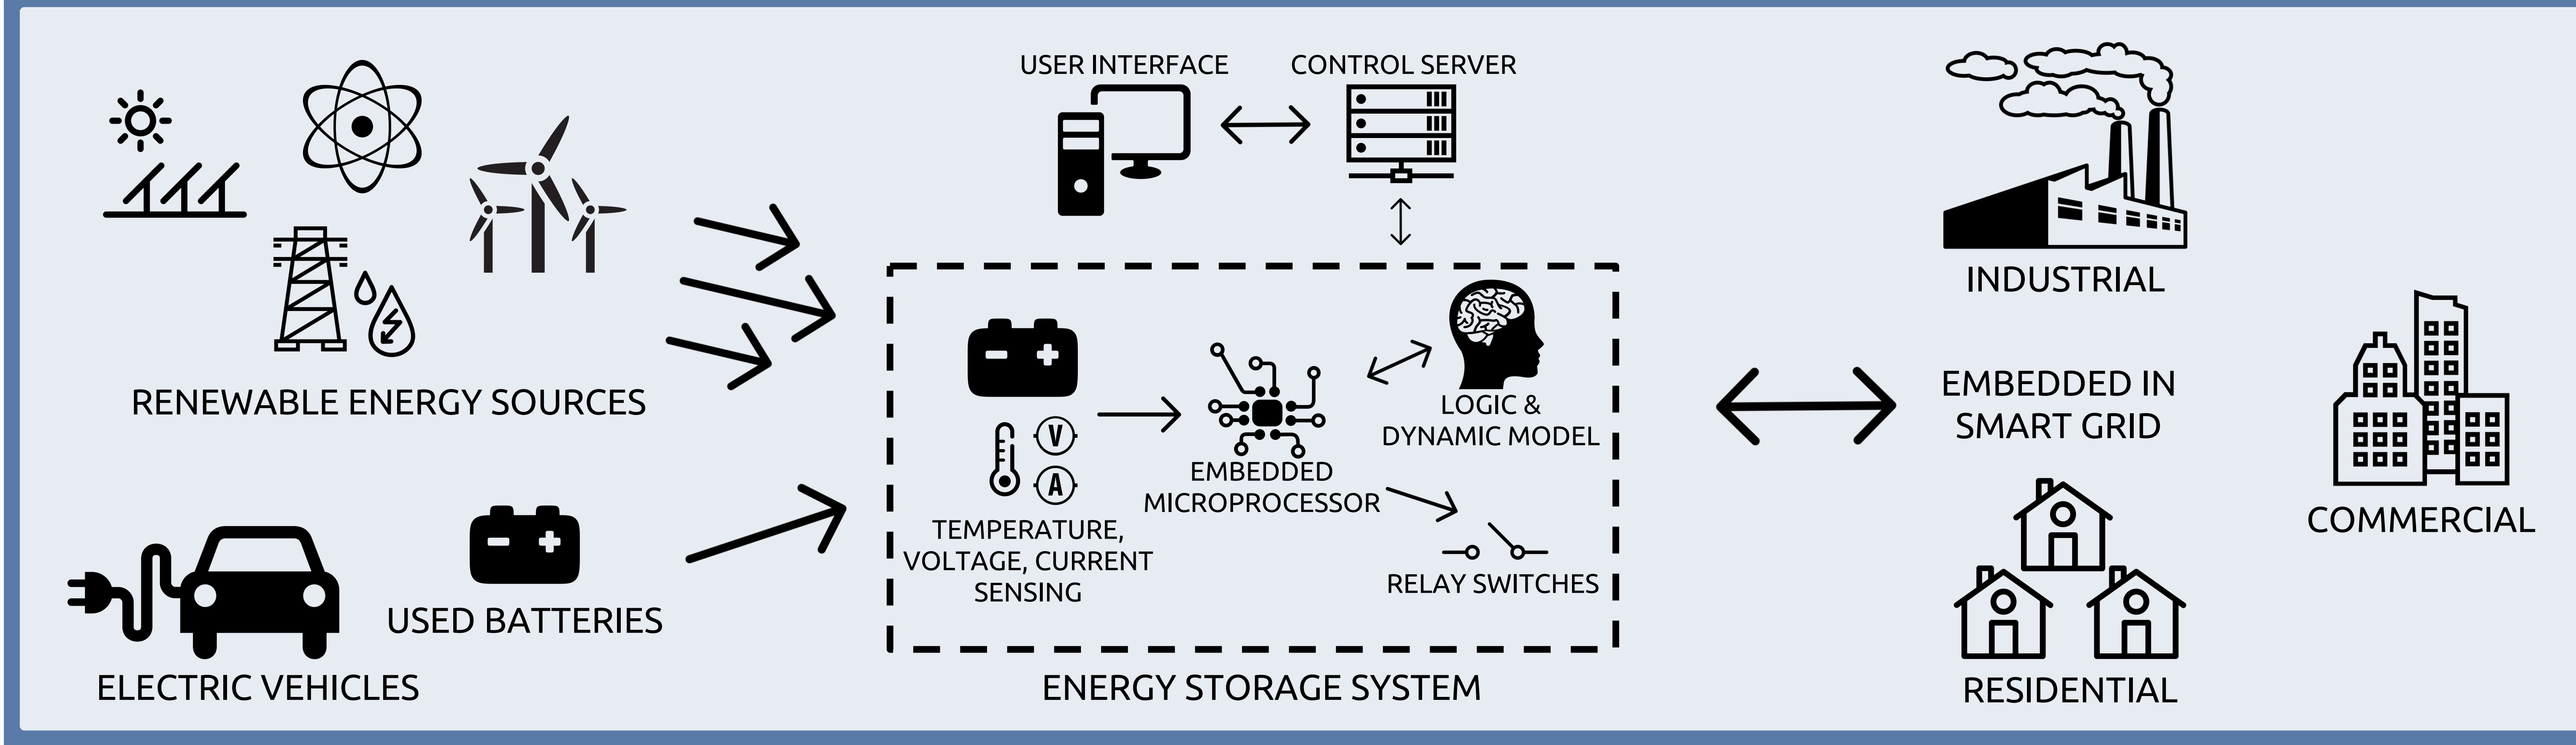 USER INTERFACE
CONTROL SERVER
RENEWABLE ENERGY SOURCES
ELECTRIC VEHICLES
USED BATTERIES
V
A
TEMPERATURE,
VOLTAGE, CURRENT
SENSING
EMBEDDED
MICROPROCESSOR
LOGIC &
DYNAMIC MODEL
RELAY SWITCHES
ENERGY STORAGE SYSTEM
INDUSTRIAL
EMBEDDED IN
SMART GRID
COMMERCIAL
RESIDENTIAL